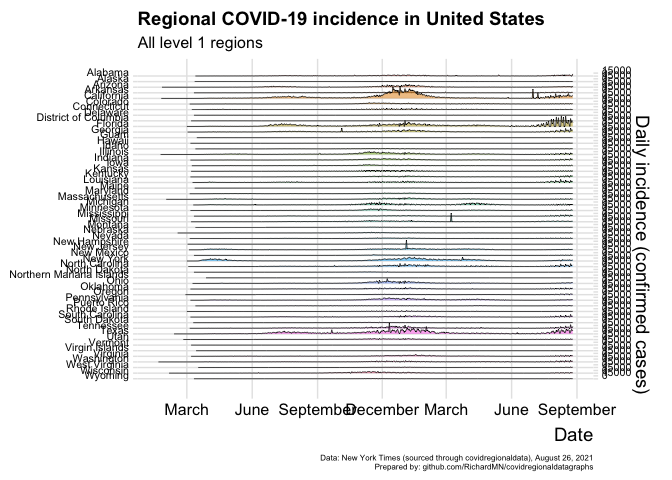 Regional COVID-19 incidence in United States
All level 1 regions
Alabama
Alaska
Arizona
Arkansas
California
Colorado
Connecticut
Delaware
District of Columbia
Florida
Georgia
Guam
Hawaii
Idaho
Illinois
Indiana
Iowa
Kansas
Kentucky
Louisiana
Maine
Maryland
Massachusetts
Michigan
Minnesota
Mississippi
Missouri
Montana
Nebraska
Nevada
New Hampshire
New Jersey
New Mexico
New York
North Carolina
North Dakota
Northern Mariana Islands
Ohio
Oklahoma
Oregon
Pennsylvania
Puerto Rico
Rhode Island
South Carolina
South Dakota
Tennessee
Texas
Utah
Vermont
Virgin Islands
Virginia
Washington
West Virginia
Wisconsin
Wyoming
15000
Daily incidence (confirmed cases)
March June September December March June September
Date
Data: New York Times (sourced through covidregionaldata), August 26, 2021
Prepared by: github.com/RichardMN/covidregionaldatagraphs